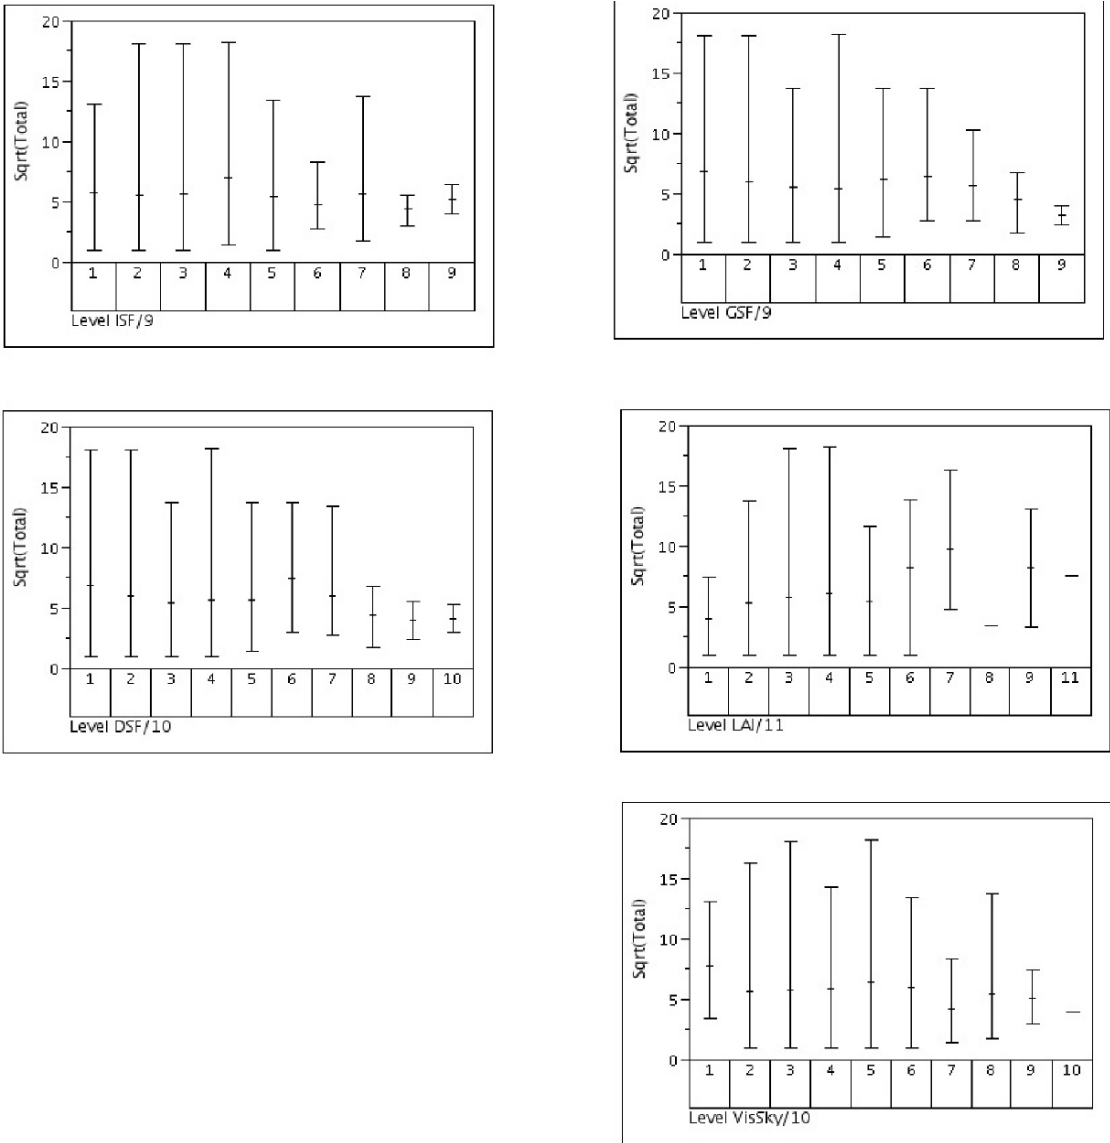 20
15
10
5
0
Sqrt(Total)
1 2 3 4 5 6 7 8 9
Level ISF/9
20
15
10
5
0
Sqrt(Total)
1 2 3 4 5 6 7 8 9
Level GSF/9
20
15
10
5
0
Sqrt(Total)
1 2 3 4 5 6 7 8 9 10
Level DSF/10
20
15
10
5
0
Sqrt(Total)
1 2 3 4 5 6 7 8 9 11
Level LAI/11
20
15
10
5
0
Sqrt(Total)
1 2 3 4 5 6 7 8 9 10
Level VisSky/10